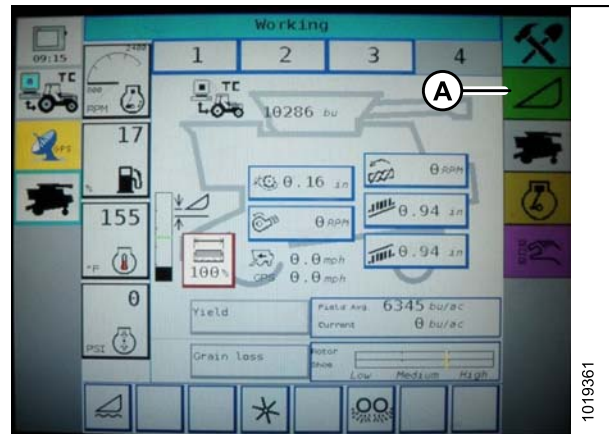 Working
09:15
1 2 3 4
TC
TC
A
2400
800
RPM
10286 bu
GPS
17
%
0.16 in
0 RPM
0 RPM
0.94 in
155
°F
100%
0.0 mph
GPS 0.0 mph
0.94 in
0
PSI
Yield
Field Avg. 6345 bu/ac
Current 0 bu/ac
Grain loss
Rotor
Shoe
Low Medium High
1019361